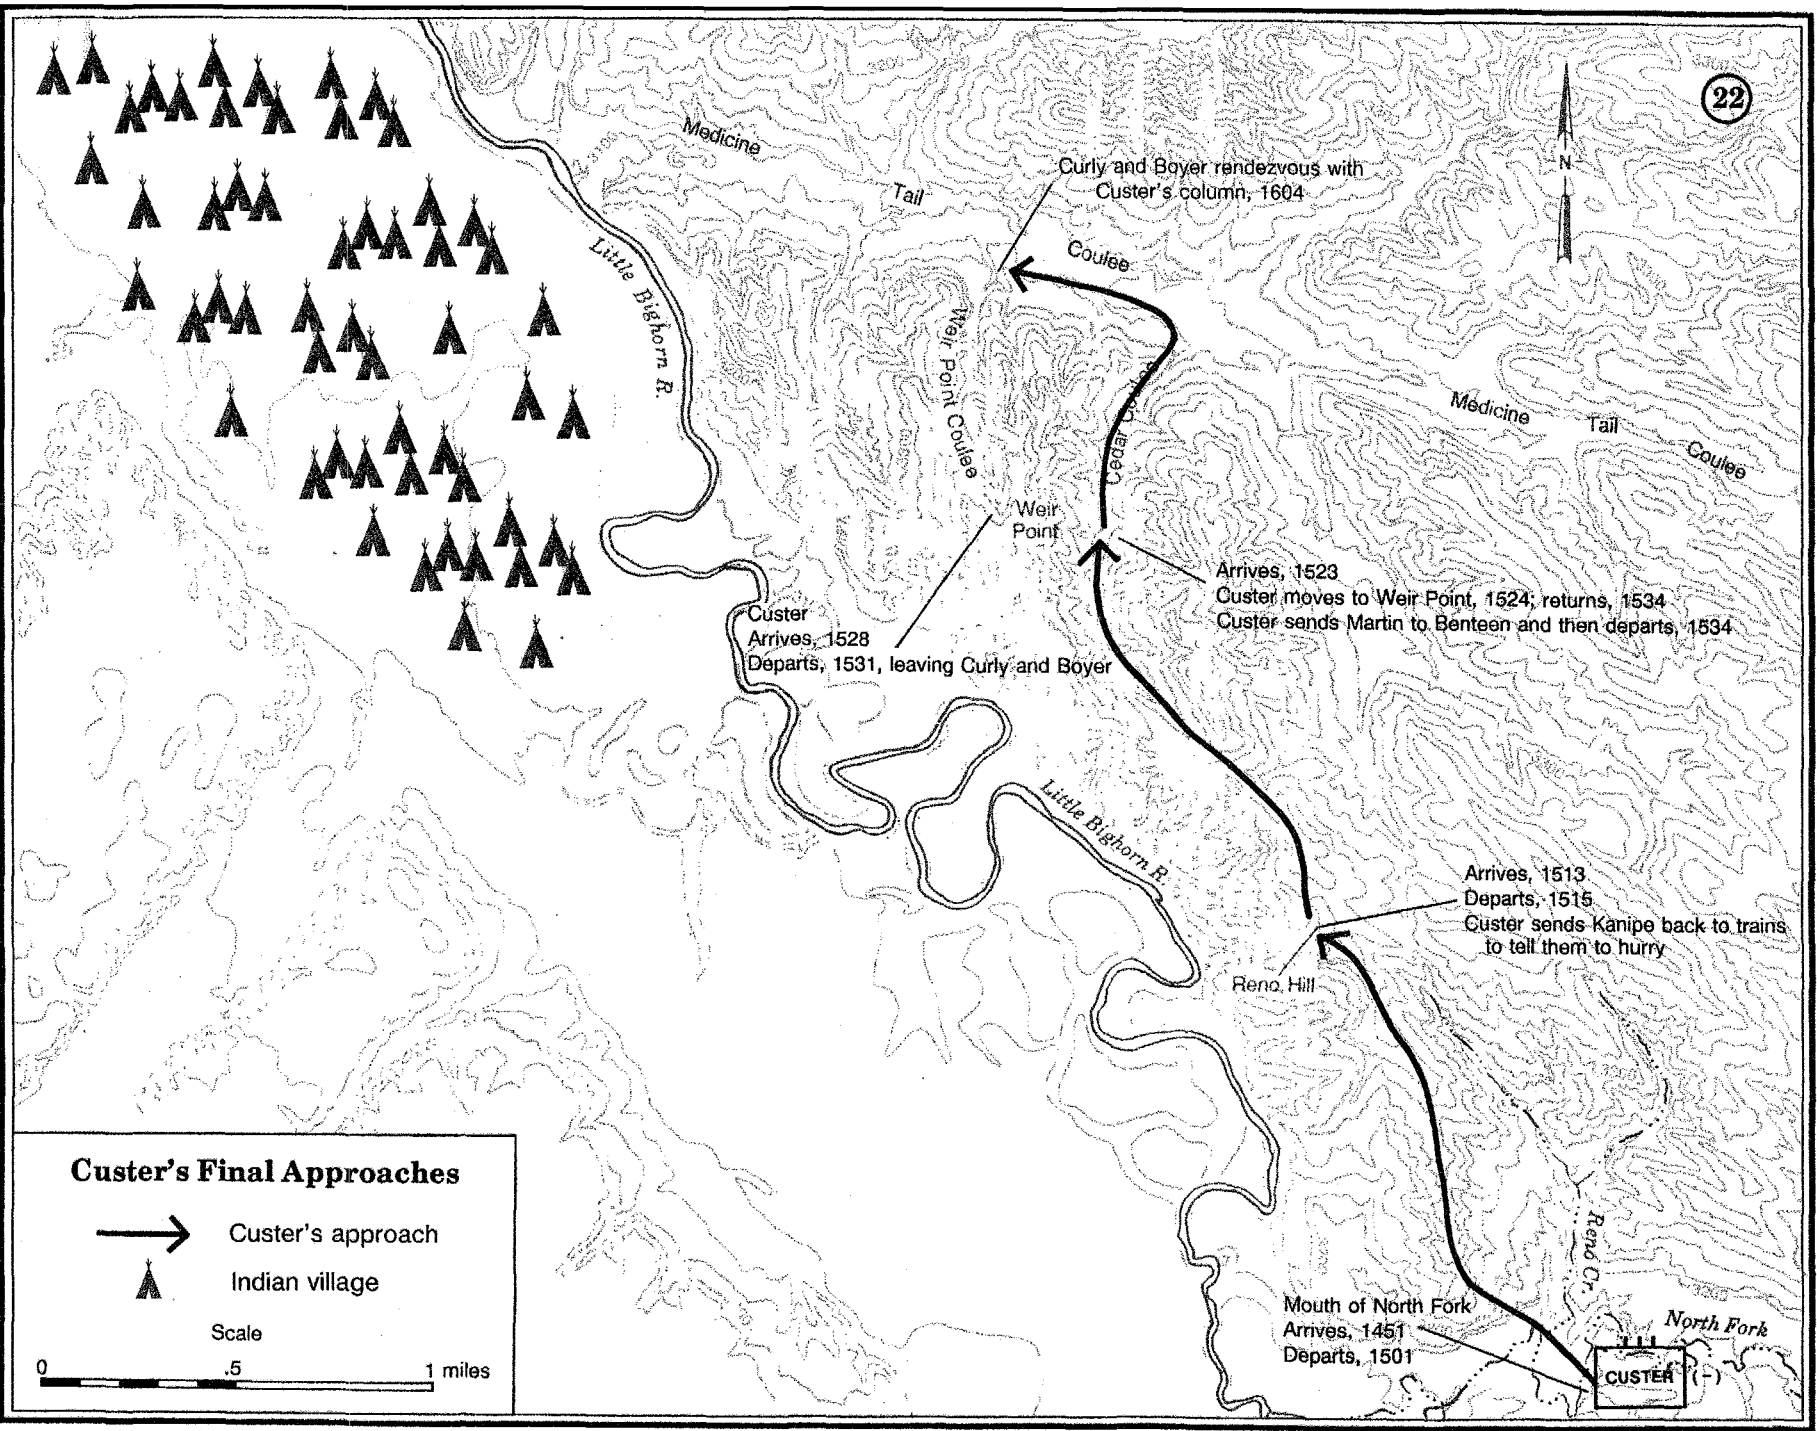 22
N
3200
3300
Medicine
Tail
Coulee
Curly and Boyer rendezvous with
Custer's column, 1604
Little Bighorn R.
Weir Point Coulee
Cedar Coulee
Medicine
Tail
Coulee
Weir
Point
Arrives, 1523
Custer moves to Weir Point, 1524; returns, 1534
Custer sends Martin to Benteen and then departs, 1534
Custer
Arrives, 1528
Departs, 1531, leaving Curly and Boyer
Little Bighorn R.
Arrives, 1513
Departs, 1515
Custer sends Kanipe back to trains
to tell them to hurry
Reno Hill
Reno Cr.
North Fork
Mouth of North Fork
Arrives, 1451
Departs, 1501
CUSTER (-)
Custer's Final Approaches
Custer's approach
Indian village
Scale
0 .5 1 miles